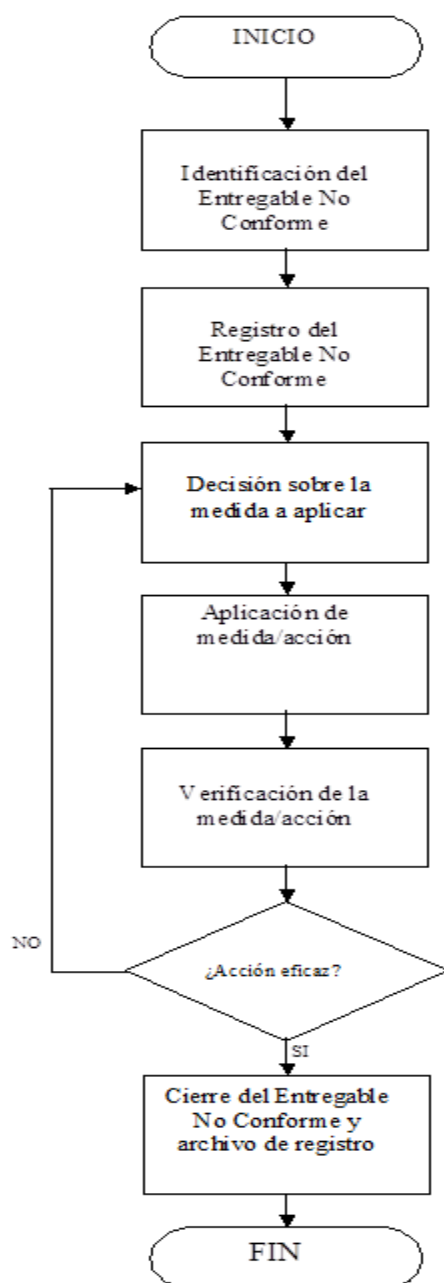 INICIO
Identificación del
Entregable No
Conforme
Registro del
Entregable No
Conforme
Decisión sobre la
medida a aplicar
Aplicación de
medida/acción
Verificación de la
medida/acción
NO
¿Acción eficaz?
SI
Cierre del Entregable
No Conforme y
archivo de registro
FIN